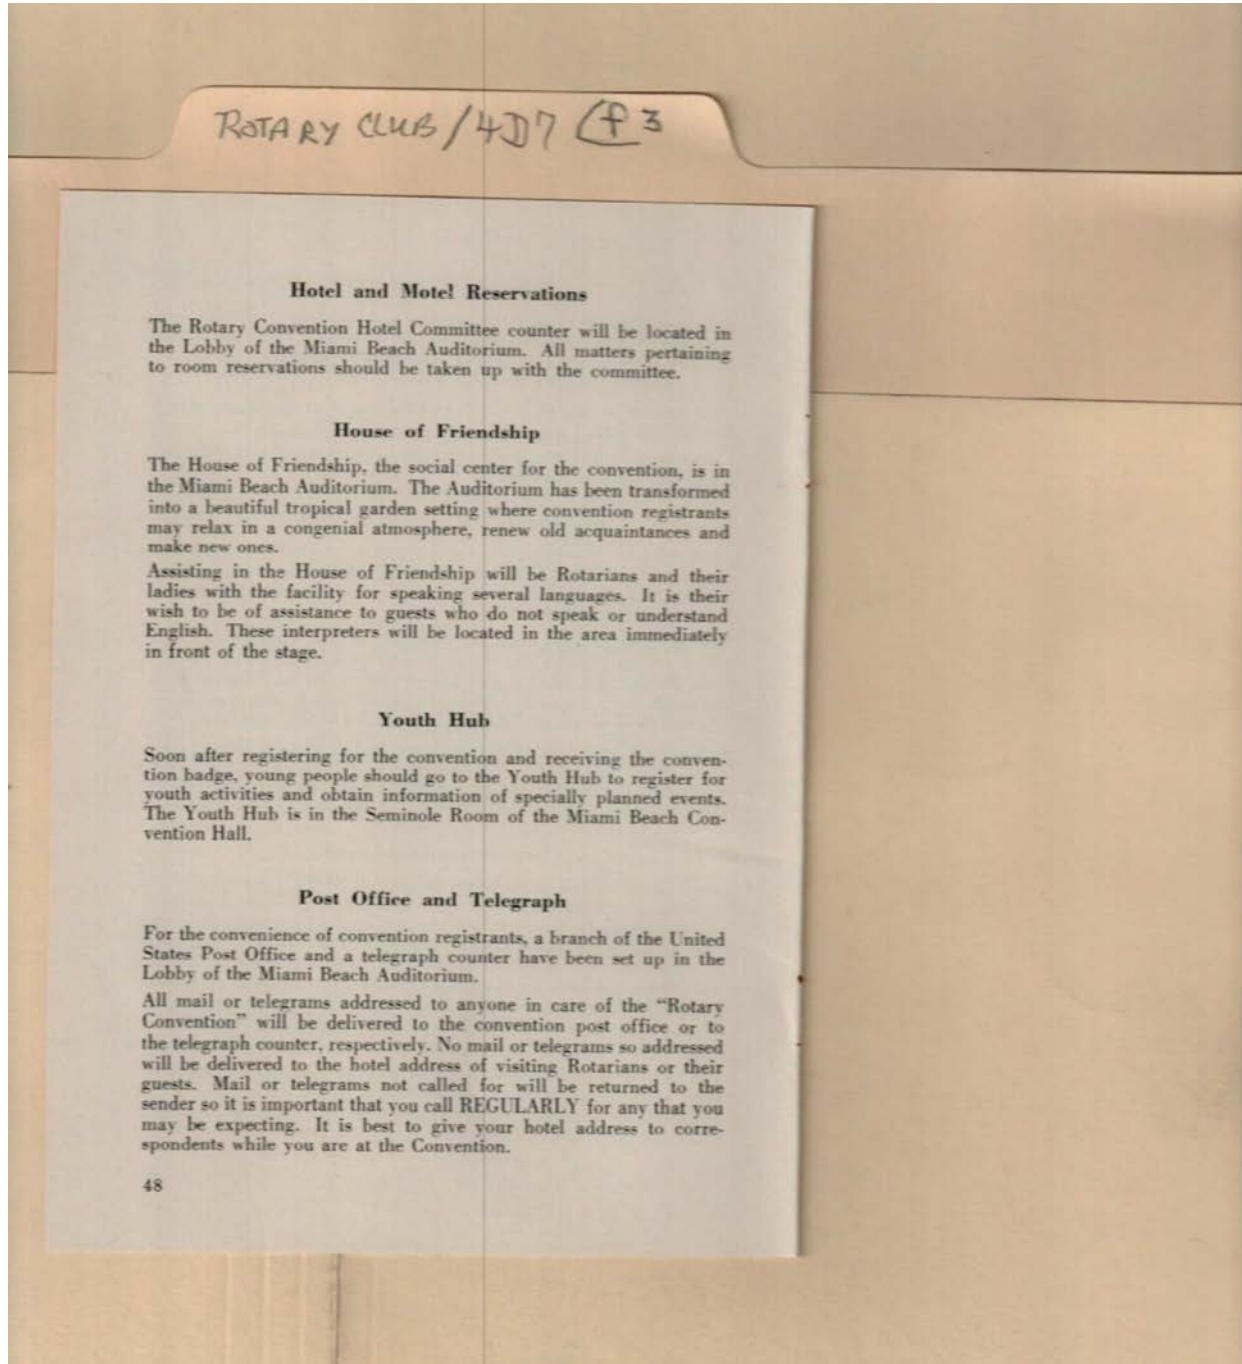 ROTARY CLUB/4D7 f3
Hotel and Motel Reservations
The Rotary Convention Hotel Committee counter will be located in
the Lobby of the Miami Beach Auditorium. All matters pertaining
to room reservations should be taken up with the committee.
House of Friendship
The House of Friendship, the social center for the convention, is in
the Miami Beach Auditorium. The Auditorium has been transformed
into a beautiful tropical garden setting where convention registrants
may relax in a congenial atmosphere, renew old acquaintances and
make new ones.
Assisting in the House of Friendship will be Rotarians and their
ladies with the facility for speaking several languages. It is their
wish to be of assistance to guests who do not speak or understand
English. These interpreters will be located in the area immediately
in front of the stage.
Youth Hub
Soon after registering for the convention and receiving the conven-
tion badge, young people should go to the Youth Hub to register for
youth activities and obtain information of specially planned events.
The Youth Hub is in the Seminole Room of the Miami Beach Con-
vention Hall.
Post Office and Telegraph
For the convenience of convention registrants, a branch of the United
States Post Office and a telegraph counter have been set up in the
Lobby of the Miami Beach Auditorium.
All mail or telegrams addressed to anyone in care of the "Rotary
Convention" will be delivered to the convention post office or to
the telegraph counter, respectively. No mail or telegrams so addressed
will be delivered to the hotel address of visiting Rotarians or their
guests. Mail or telegrams not called for will be returned to the
sender so it is important that you call REGULARLY for any that you
may be expecting. It is best to give your hotel address to corre-
spondents while you are at the Convention.
48